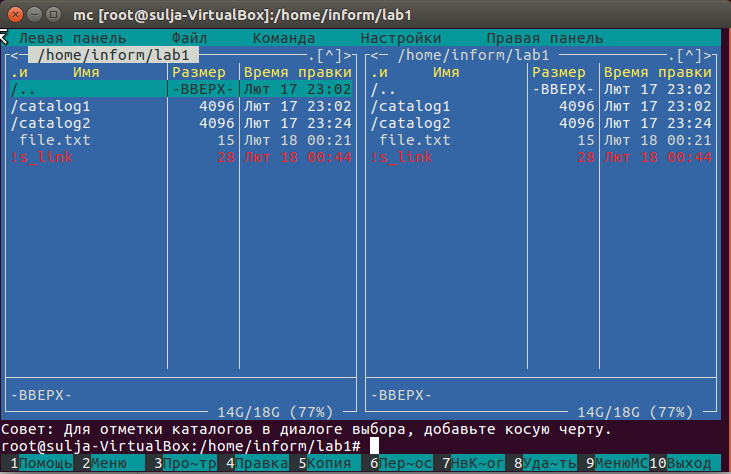 mc [root@sulja-VirtualBox]:/home/inform/lab1
Левая панель Файл Команда Настройки Правая панель
<- /home/inform/lab1 .[^]> <- /home/inform/lab1 .[^]>
.и Имя Размер Время правки .и Имя Размер Время правки
/.. -ВВЕРХ- Лют 17 23:02 /.. -ВВЕРХ- Лют 17 23:02
/catalog1 4096 Лют 17 23:02 /catalog1 4096 Лют 17 23:02
/catalog2 4096 Лют 17 23:24 /catalog2 4096 Лют 17 23:24
file.txt 15 Лют 18 00:21 file.txt 15 Лют 18 00:21
!s_link 28 Лют 18 00:44 !s_link 28 Лют 18 00:44
-ВВЕРХ- -ВВЕРХ-
14G/18G (77%) 14G/18G (77%)
Совет: Для отметки каталогов в диалоге выбора, добавьте косую черту.
root@sulja-VirtualBox:/home/inform/lab1#
1Помощь 2Меню 3Про~тр 4Правка 5Копия 6Пер~ос 7НвК~ог 8Уда~ть 9МенюMC 10Выход